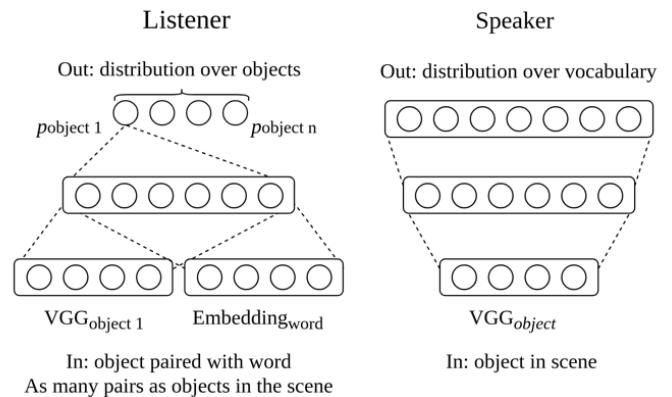 Listener
Out: distribution over objects
pobject 1
pobject n
VGGobject 1
Embeddingword
In: object paired with word
As many pairs as objects in the scene
Speaker
Out: distribution over vocabulary
VGGobject
In: object in scene